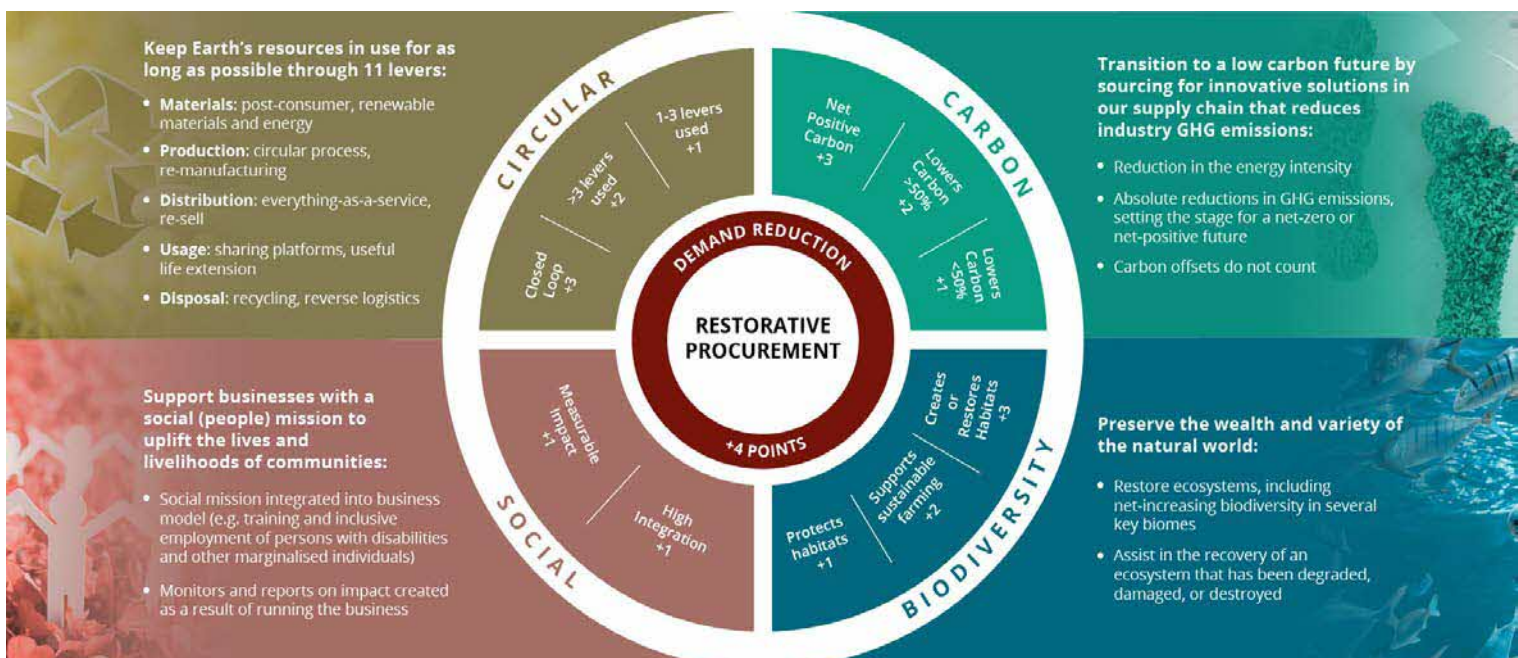 Keep Earth's resources in use for as
long as possible through 11 levers:
• Materials: post-consumer, renewable
materials and energy
• Production: circular process,
re-manufacturing
• Distribution: everything-as-a-service,
re-sell
• Usage: sharing platforms, useful
life extension
• Disposal: recycling, reverse logistics
CIRCULAR
1-3 levers
used
+1
>3 levers
used
+2
Closed
Loop
+3
CARBON
Net
Positive
Carbon
+3
Lowers
Carbon
>50%
+2
Lowers
Carbon
<50%
+1
Transition to a low carbon future by
sourcing for innovative solutions in
our supply chain that reduces
industry GHG emissions:
• Reduction in the energy intensity
• Absolute reductions in GHG emissions,
setting the stage for a net-zero or
net-positive future
• Carbon offsets do not count
DEMAND REDUCTION
RESTORATIVE
PROCUREMENT
+4 POINTS
Support businesses with a
social (people) mission to
uplift the lives and
livelihoods of communities:
• Social mission integrated into business
model (e.g. training and inclusive
employment of persons with disabilities
and other marginalised individuals)
• Monitors and reports on impact created
as a result of running the business
SOCIAL
Measurable
Impact
+1
High
Integration
+1
BIODIVERSITY
Creates
or
Restores
Habitats
+3
Supports
sustainable
farming
+2
Protects
habitats
+1
Preserve the wealth and variety of
the natural world:
• Restore ecosystems, including
net-increasing biodiversity in several
key biomes
• Assist in the recovery of an
ecosystem that has been degraded,
damaged, or destroyed